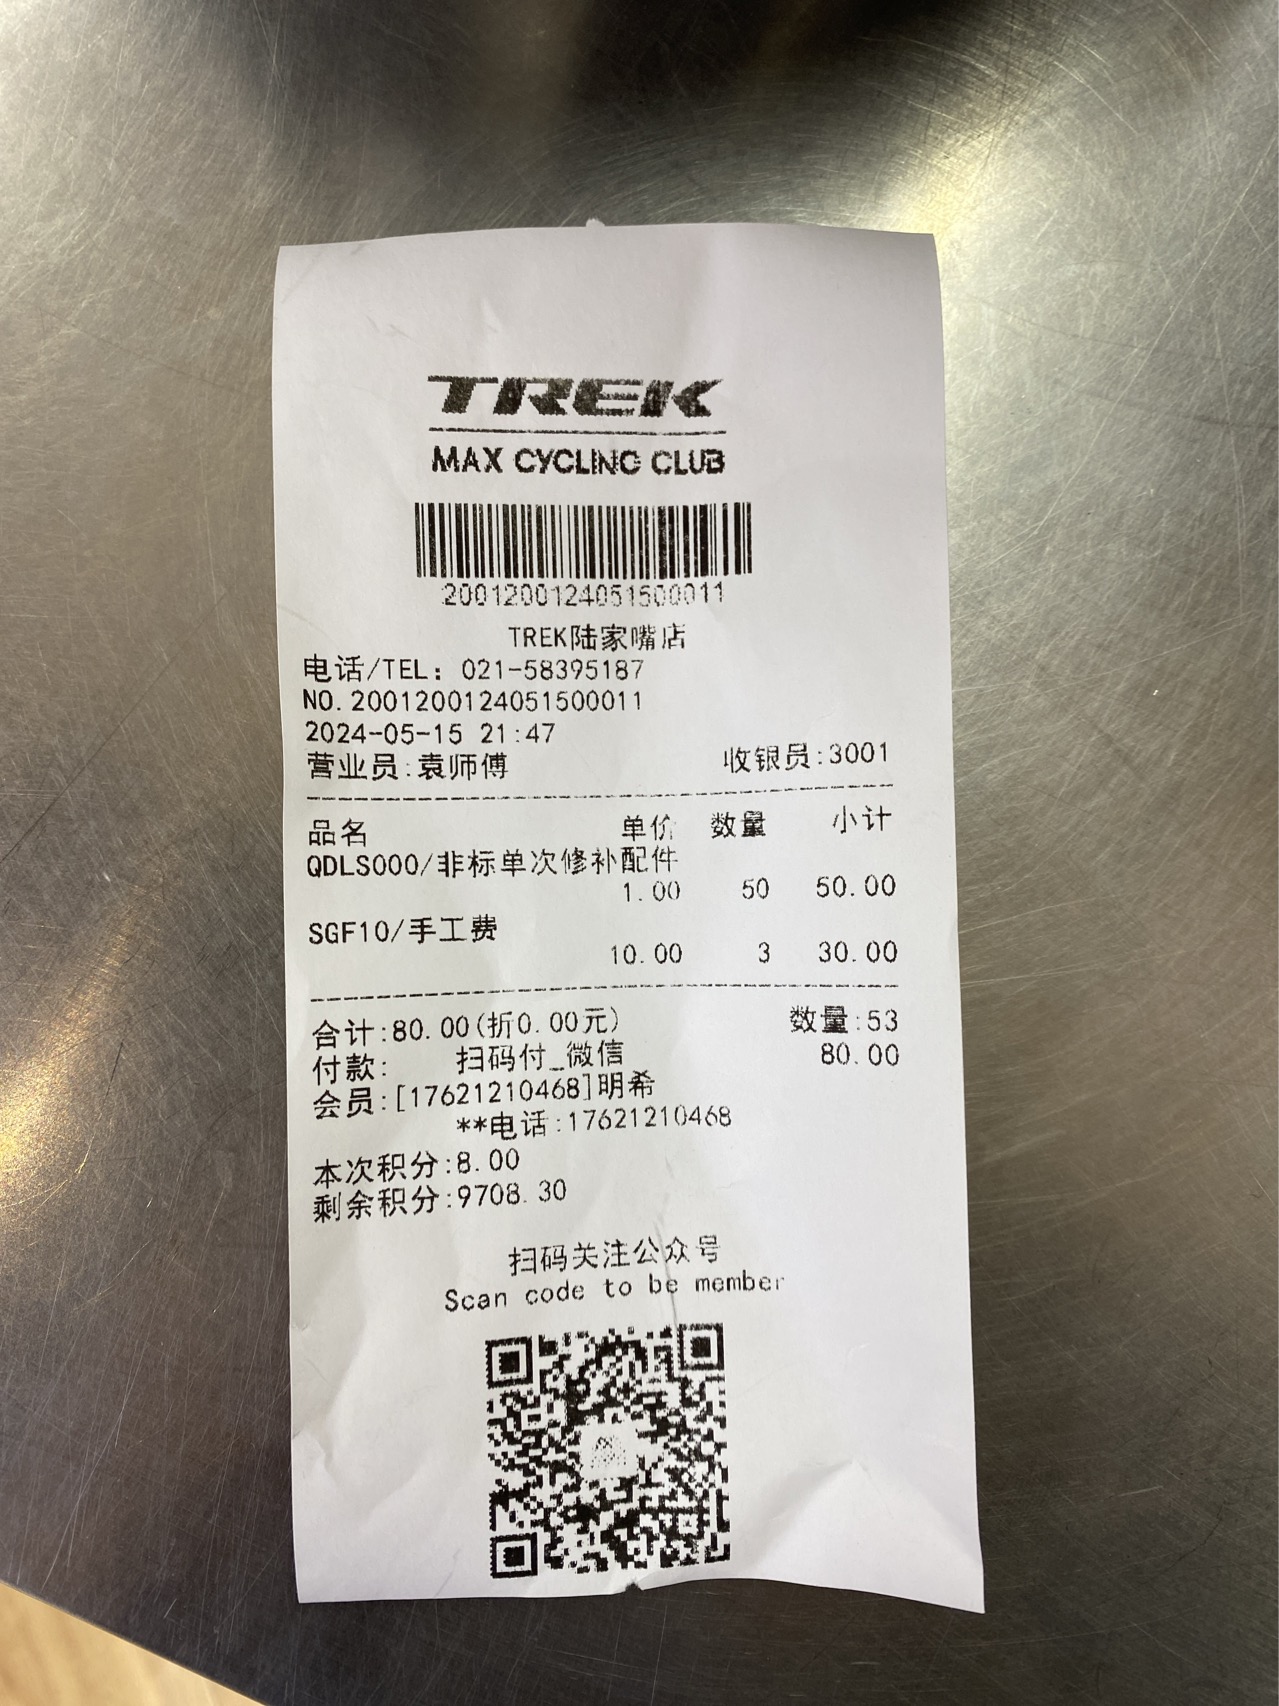 TREK
MAX CYCLING CLUB
2001200124051500011
TREK陆家嘴店
电话/TEL: 021-58395187
NO.2001200124051500011
2024-05-15 21:47
营业员:袁师傅 收银员:3001
品名 单价 数量 小计
QDLS000/非标单次修补配件
1.00 50 50.00
SGF10/手工费
10.00 3 30.00
合计:80.00(折0.00元) 数量:53
付款: 扫码付_微信 80.00
会员:[17621210468]明希
**电话:17621210468
本次积分:8.00
剩余积分:9708.30
扫码关注公众号
Scan code to be member